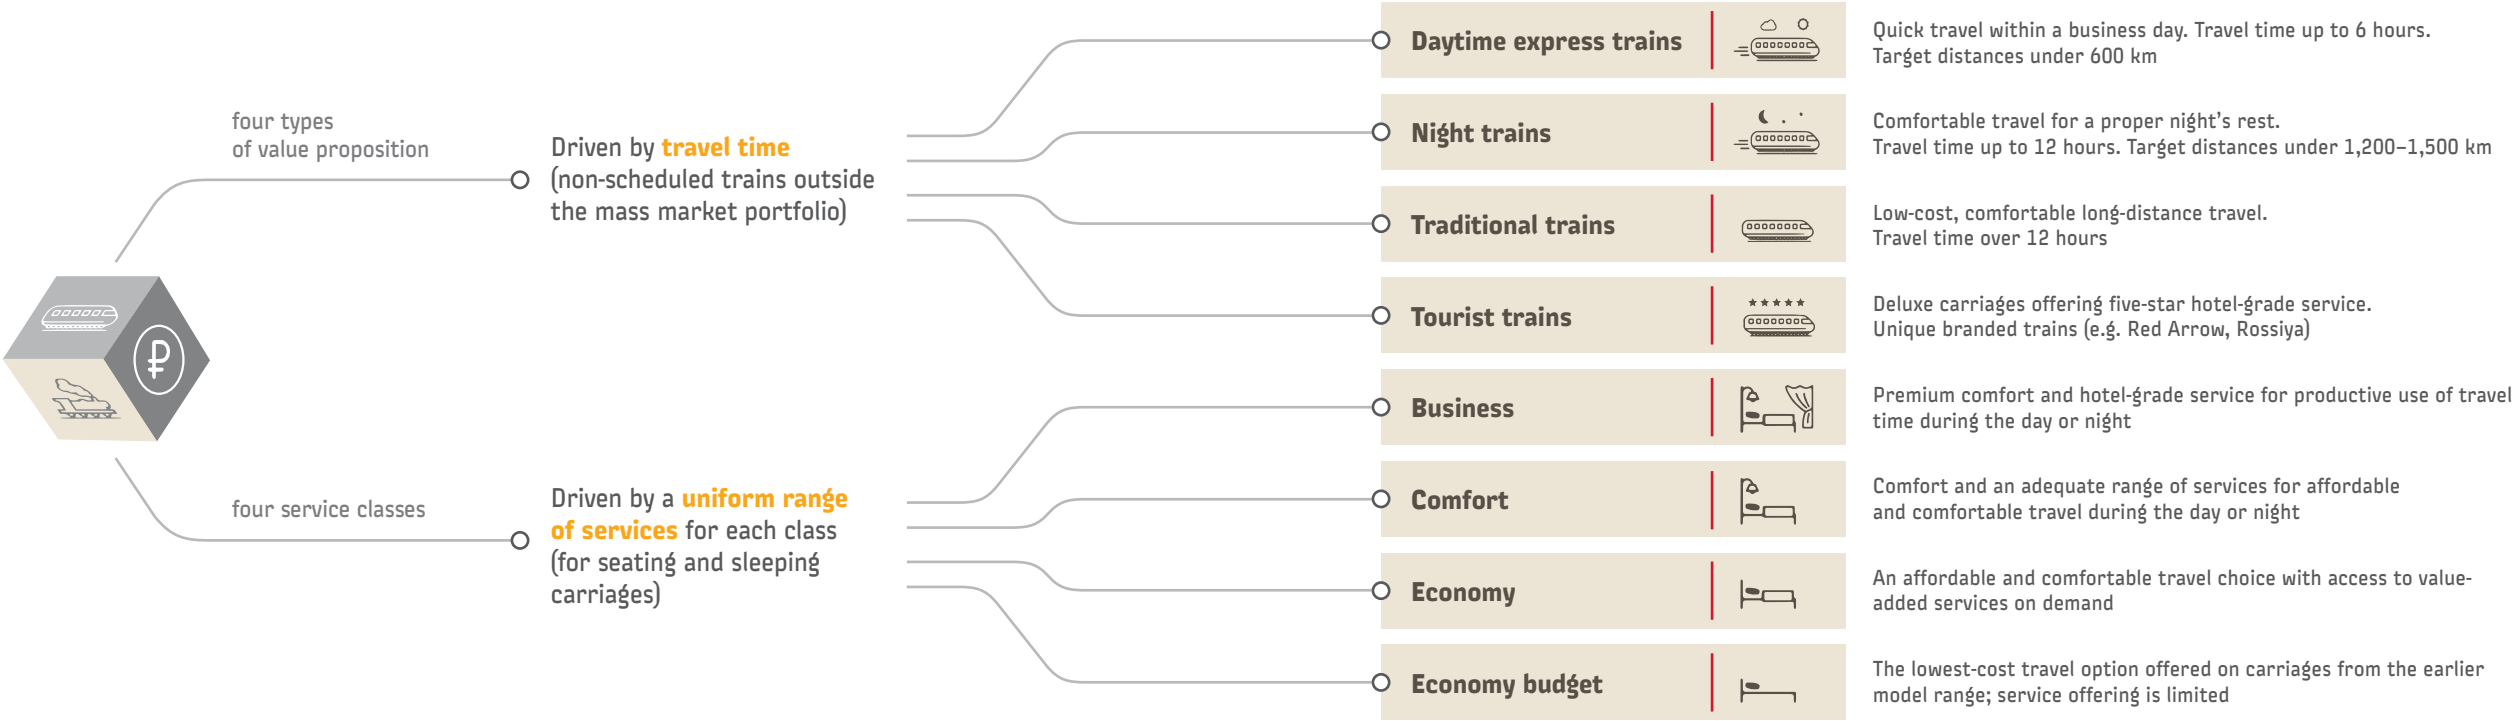 four types
of value proposition
Driven by travel time
(non-scheduled trains outside
the mass market portfolio)
Daytime express trains
Quick travel within a business day. Travel time up to 6 hours.
Target distances under 600 km
Night trains
Comfortable travel for a proper night’s rest.
Travel time up to 12 hours. Target distances under 1,200–1,500 km
Traditional trains
Low-cost, comfortable long-distance travel.
Travel time over 12 hours
Tourist trains
Deluxe carriages offering five-star hotel-grade service.
Unique branded trains (e.g. Red Arrow, Rossiya)
₽
four service classes
Driven by a uniform range
of services for each class
(for seating and sleeping
carriages)
Business
Premium comfort and hotel-grade service for productive use of travel
time during the day or night
Comfort
Comfort and an adequate range of services for affordable
and comfortable travel during the day or night
Economy
An affordable and comfortable travel choice with access to value-
added services on demand
Economy budget
The lowest-cost travel option offered on carriages from the earlier
model range; service offering is limited